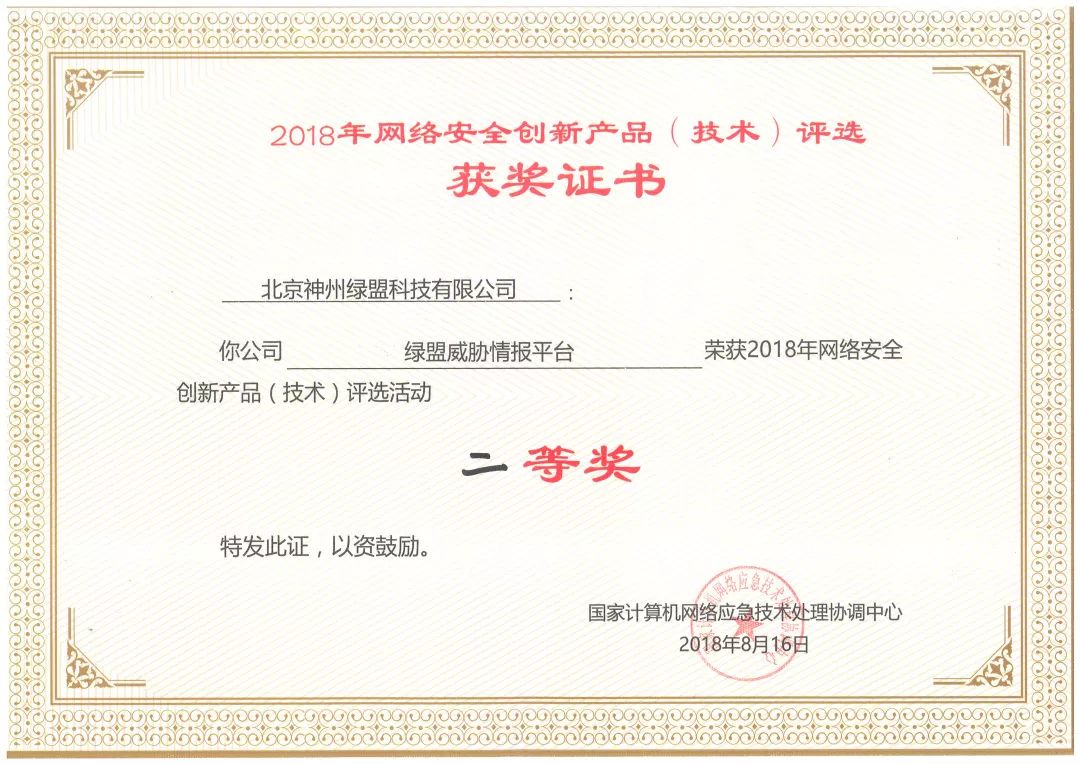 2018年网络安全创新产品（技术）评选
获奖证书
北京神州绿盟科技有限公司：
你公司 绿盟威胁情报平台 荣获2018年网络安全
创新产品（技术）评选活动
二等奖
特发此证，以资鼓励。
国家计算机网络应急技术处理协调中心
2018年8月16日